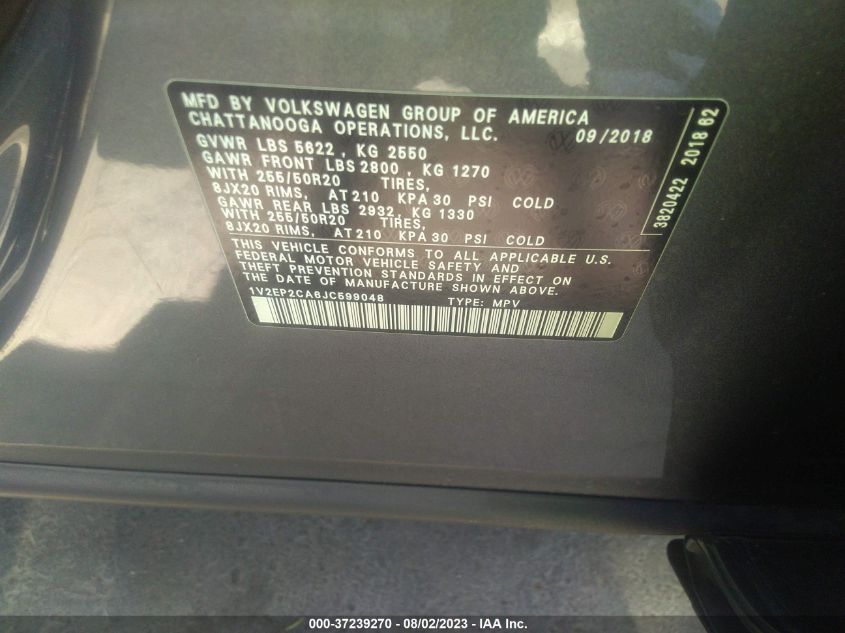 MFD BY VOLKSWAGEN GROUP OF AMERICA
CHATTANOOGA OPERATIONS, LLC. 09/2018
GVWR LBS 5622 , KG 2550
GAWR FRONT LBS 2800 , KG 1270
WITH 255/50R20 TIRES,
8JX20 RIMS, AT 210 KPA 30 PSI COLD
GAWR REAR LBS 2932, KG 1330
WITH 255/50R20 TIRES,
8JX20 RIMS, AT 210 KPA 30 PSI COLD
THIS VEHICLE CONFORMS TO ALL APPLICABLE U.S.
FEDERAL MOTOR VEHICLE SAFETY AND
THEFT PREVENTION STANDARDS IN EFFECT ON
THE DATE OF MANUFACTURE SHOWN ABOVE.
1V2EP2CA6JC599048 TYPE: MPV
3820422 2018 62
000-37239270 - 08/02/2023 - IAA Inc.